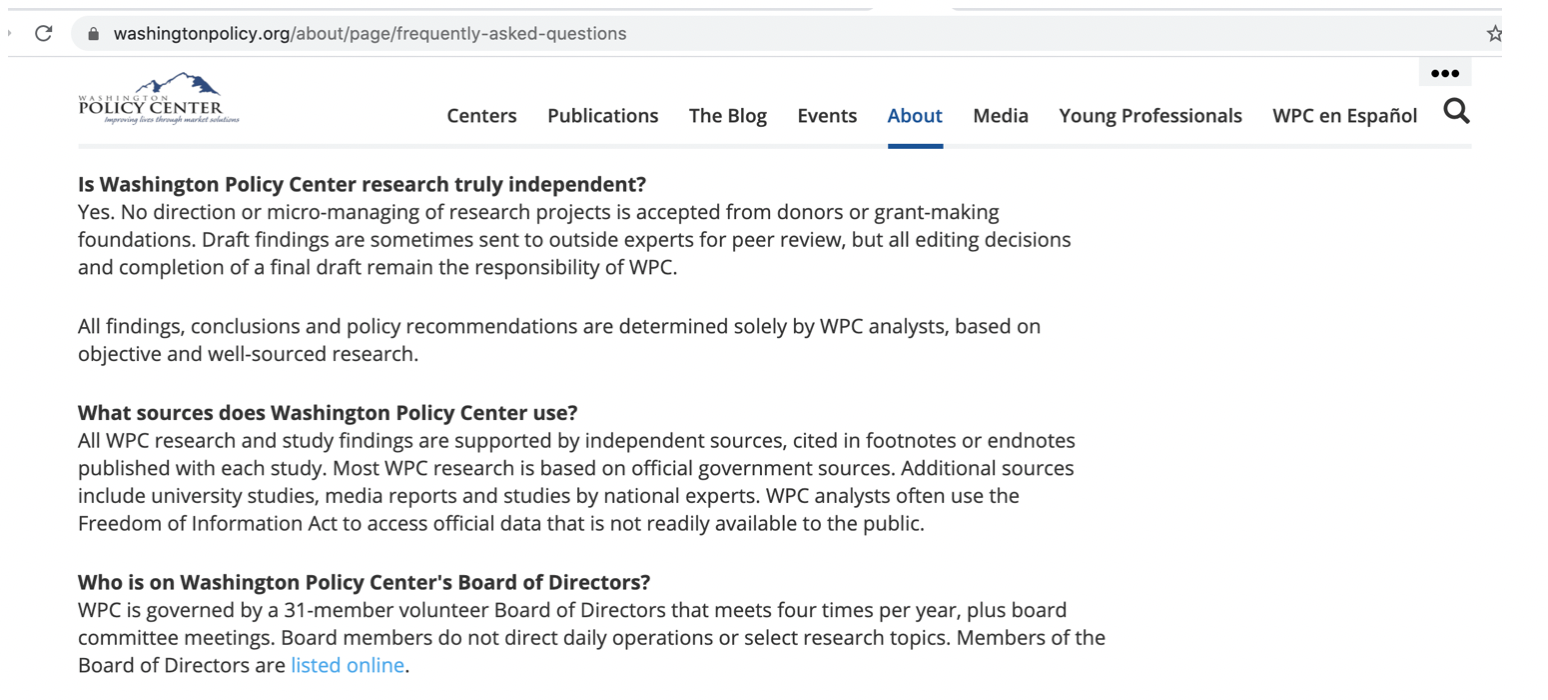 washingtonpolicy.org/about/page/frequently-asked-questions
WASHINGTON
POLICY CENTER
Improving lives through market solutions
Centers Publications The Blog Events About Media Young Professionals WPC en Español
Is Washington Policy Center research truly independent?
Yes. No direction or micro-managing of research projects is accepted from donors or grant-making
foundations. Draft findings are sometimes sent to outside experts for peer review, but all editing decisions
and completion of a final draft remain the responsibility of WPC.
All findings, conclusions and policy recommendations are determined solely by WPC analysts, based on
objective and well-sourced research.
What sources does Washington Policy Center use?
All WPC research and study findings are supported by independent sources, cited in footnotes or endnotes
published with each study. Most WPC research is based on official government sources. Additional sources
include university studies, media reports and studies by national experts. WPC analysts often use the
Freedom of Information Act to access official data that is not readily available to the public.
Who is on Washington Policy Center's Board of Directors?
WPC is governed by a 31-member volunteer Board of Directors that meets four times per year, plus board
committee meetings. Board members do not direct daily operations or select research topics. Members of the
Board of Directors are listed online.